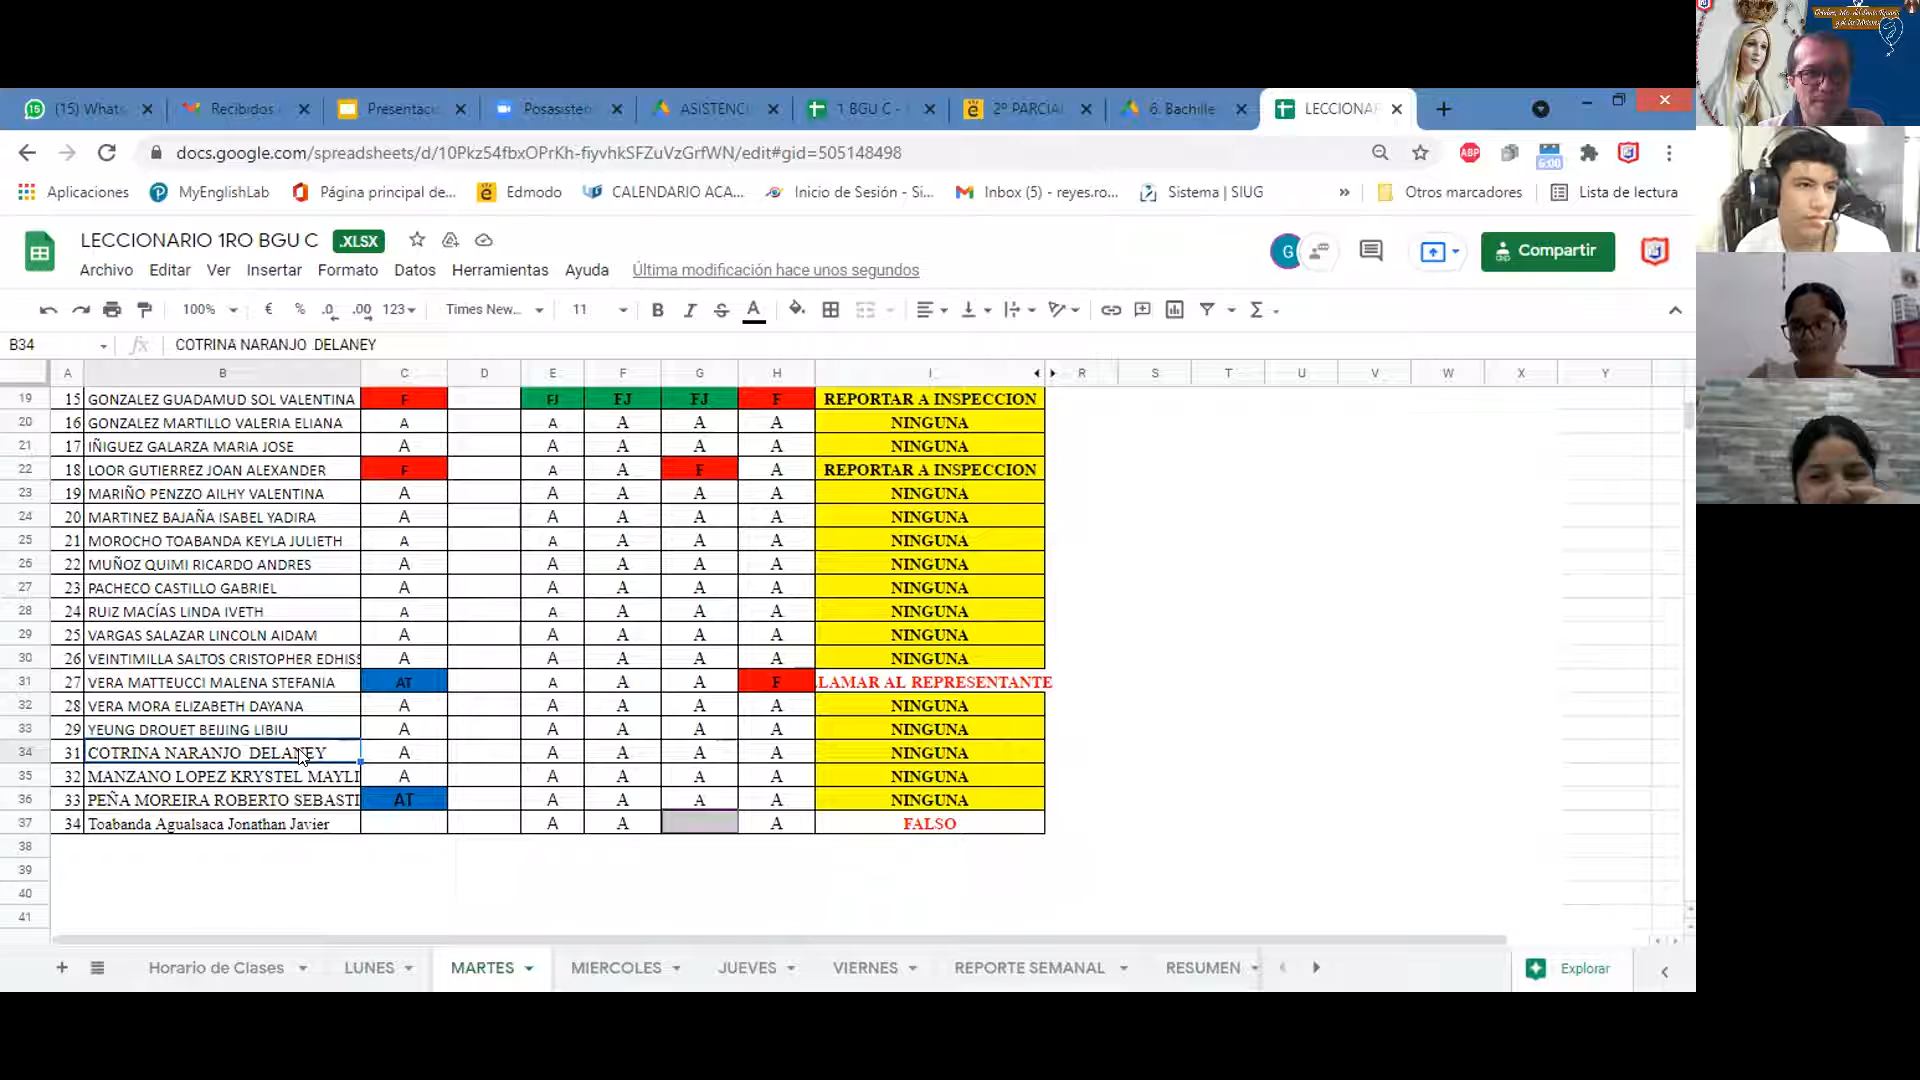 (15) Whats
Recibidos
Presentaci
Posasisten
ASISTENCI
1 BGU C -
2º PARCIAL
6. Bachille
LECCIONAR
docs.google.com/spreadsheets/d/10Pkz54fbxOPrKh-fiyvhkSFZuVzGrfWN/edit#gid=505148498
ABP
6:00
Aplicaciones
MyEnglishLab
Página principal de...
Edmodo
CALENDARIO ACA...
Inicio de Sesión - Si...
Inbox (5) - reyes.ro...
Sistema | SIUG
»
Otros marcadores
Lista de lectura
LECCIONARIO 1RO BGU C .XLSX
G
Compartir
Archivo Editar Ver Insertar Formato Datos Herramientas Ayuda Última modificación hace unos segundos
100% € % .0 .00 123 Times New... 11 B I S A
B34 fx COTRINA NARANJO DELANEY
A B C D E F G H I R S T U V W X Y
19 15 GONZALEZ GUADAMUD SOL VALENTINA F FJ FJ FJ F REPORTAR A INSPECCION
20 16 GONZALEZ MARTILLO VALERIA ELIANA A A A A A NINGUNA
21 17 IÑIGUEZ GALARZA MARIA JOSE A A A A A NINGUNA
22 18 LOOR GUTIERREZ JOAN ALEXANDER F A A F A REPORTAR A INSPECCION
23 19 MARIÑO PENZZO AILHY VALENTINA A A A A A NINGUNA
24 20 MARTINEZ BAJAÑA ISABEL YADIRA A A A A A NINGUNA
25 21 MOROCHO TOABANDA KEYLA JULIETH A A A A A NINGUNA
26 22 MUÑOZ QUIMI RICARDO ANDRES A A A A A NINGUNA
27 23 PACHECO CASTILLO GABRIEL A A A A A NINGUNA
28 24 RUIZ MACÍAS LINDA IVETH A A A A A NINGUNA
29 25 VARGAS SALAZAR LINCOLN AIDAM A A A A A NINGUNA
30 26 VEINTIMILLA SALTOS CRISTOPHER EDHISS A A A A A NINGUNA
31 27 VERA MATTEUCCI MALENA STEFANIA AT A A A F LAMAR AL REPRESENTANTE
32 28 VERA MORA ELIZABETH DAYANA A A A A A NINGUNA
33 29 YEUNG DROUET BEIJING LIBIU A A A A A NINGUNA
34 31 COTRINA NARANJO DELANEY A A A A A NINGUNA
35 32 MANZANO LOPEZ KRYSTEL MAYLI A A A A A NINGUNA
36 33 PEÑA MOREIRA ROBERTO SEBASTI AT A A A A NINGUNA
37 34 Toabanda Agualsaca Jonathan Javier A A A FALSO
38
39
40
41
Horario de Clases LUNES MARTES MIERCOLES JUEVES VIERNES REPORTE SEMANAL RESUMEN Explorar